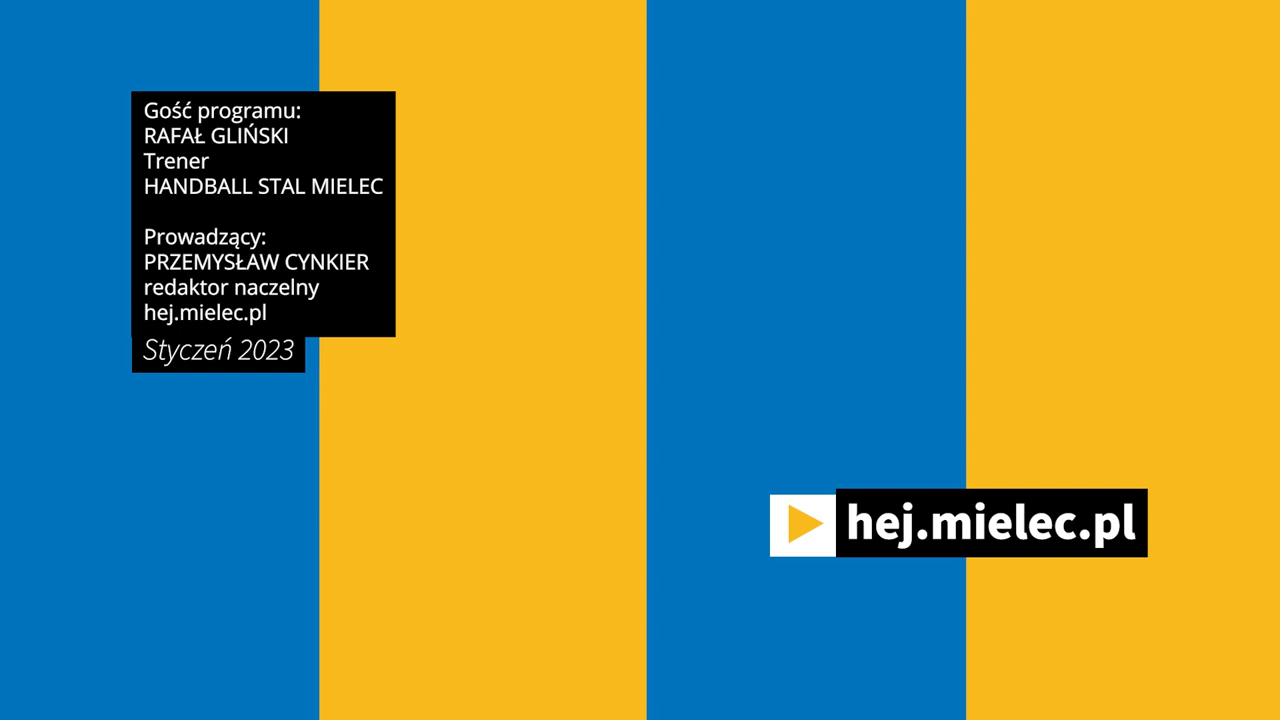 Gość programu:
RAFAŁ GLIŃSKI
Trener
HANDBALL STAL MIELEC
Prowadzący:
PRZEMYSŁAW CYNKIER
redaktor naczelny
hej.mielec.pl
Styczeń 2023
hej.mielec.pl